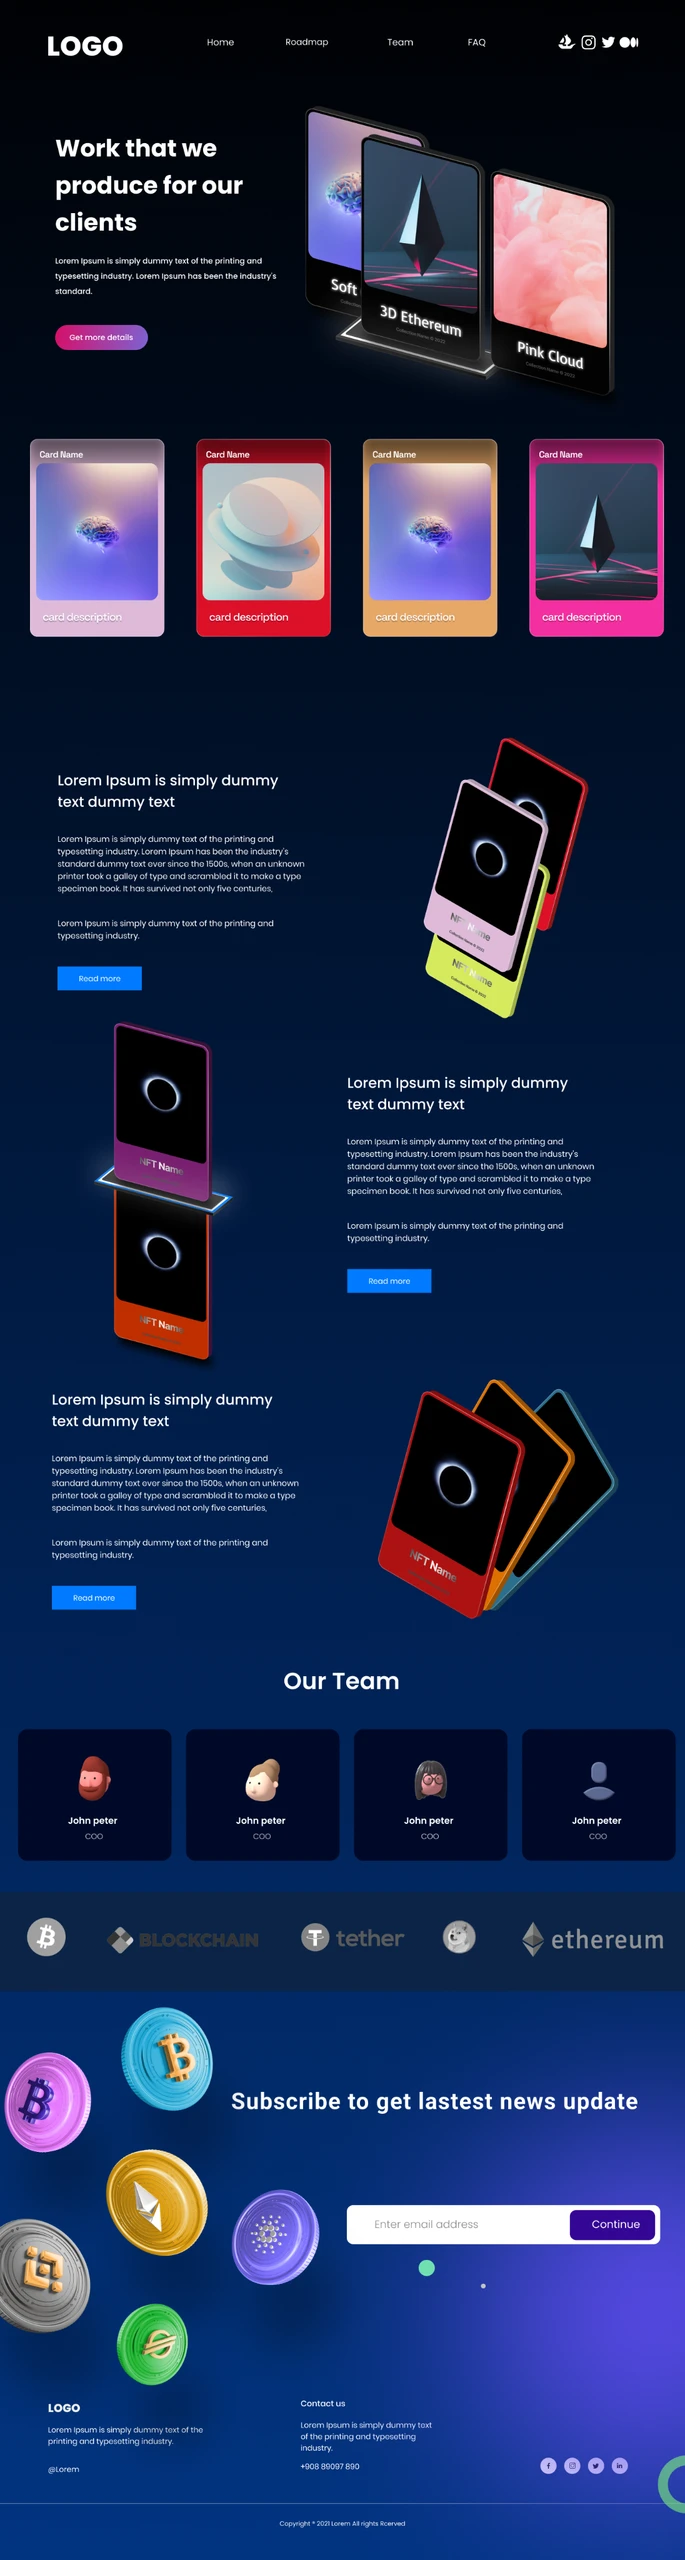 LOGO
Home
Roadmap
Team
FAQ
Work that we
produce for our
clients
Lorem Ipsum is simply dummy text of the printing and
typesetting industry. Lorem Ipsum has been the industry's
standard.
Get more details
Soft
3D Ethereum
Pink Cloud
Card Name
Card Name
Card Name
Card Name
card description
card description
card description
card description
Lorem Ipsum is simply dummy
text dummy text
Lorem Ipsum is simply dummy text of the printing and
typesetting industry. Lorem Ipsum has been the industry's
standard dummy text ever since the 1500s, when an unknown
printer took a galley of type and scrambled it to make a type
specimen book. It has survived not only five centuries,
Lorem Ipsum is simply dummy text of the printing and
typesetting industry.
Read more
NFT Name
NFT Name
NFT Name
NFT Name
Lorem Ipsum is simply dummy
text dummy text
Lorem Ipsum is simply dummy text of the printing and
typesetting industry. Lorem Ipsum has been the industry's
standard dummy text ever since the 1500s, when an unknown
printer took a galley of type and scrambled it to make a type
specimen book. It has survived not only five centuries,
Lorem Ipsum is simply dummy text of the printing and
typesetting industry.
Read more
Lorem Ipsum is simply dummy
text dummy text
Lorem Ipsum is simply dummy text of the printing and
typesetting industry. Lorem Ipsum has been the industry's
standard dummy text ever since the 1500s, when an unknown
printer took a galley of type and scrambled it to make a type
specimen book. It has survived not only five centuries,
Lorem Ipsum is simply dummy text of the printing and
typesetting industry.
Read more
NFT Name
Our Team
John peter
COO
John peter
COO
John peter
COO
John peter
COO
BLOCKCHAIN
tether
ethereum
Subscribe to get lastest news update
Enter email address
Continue
LOGO
Lorem Ipsum is simply dummy text of the
printing and typesetting industry.
@Lorem
Contact us
Lorem Ipsum is simply dummy text
of the printing and typesetting
industry.
+908 89097 890
Copyright ® 2021 Lorem All rights Rcerved